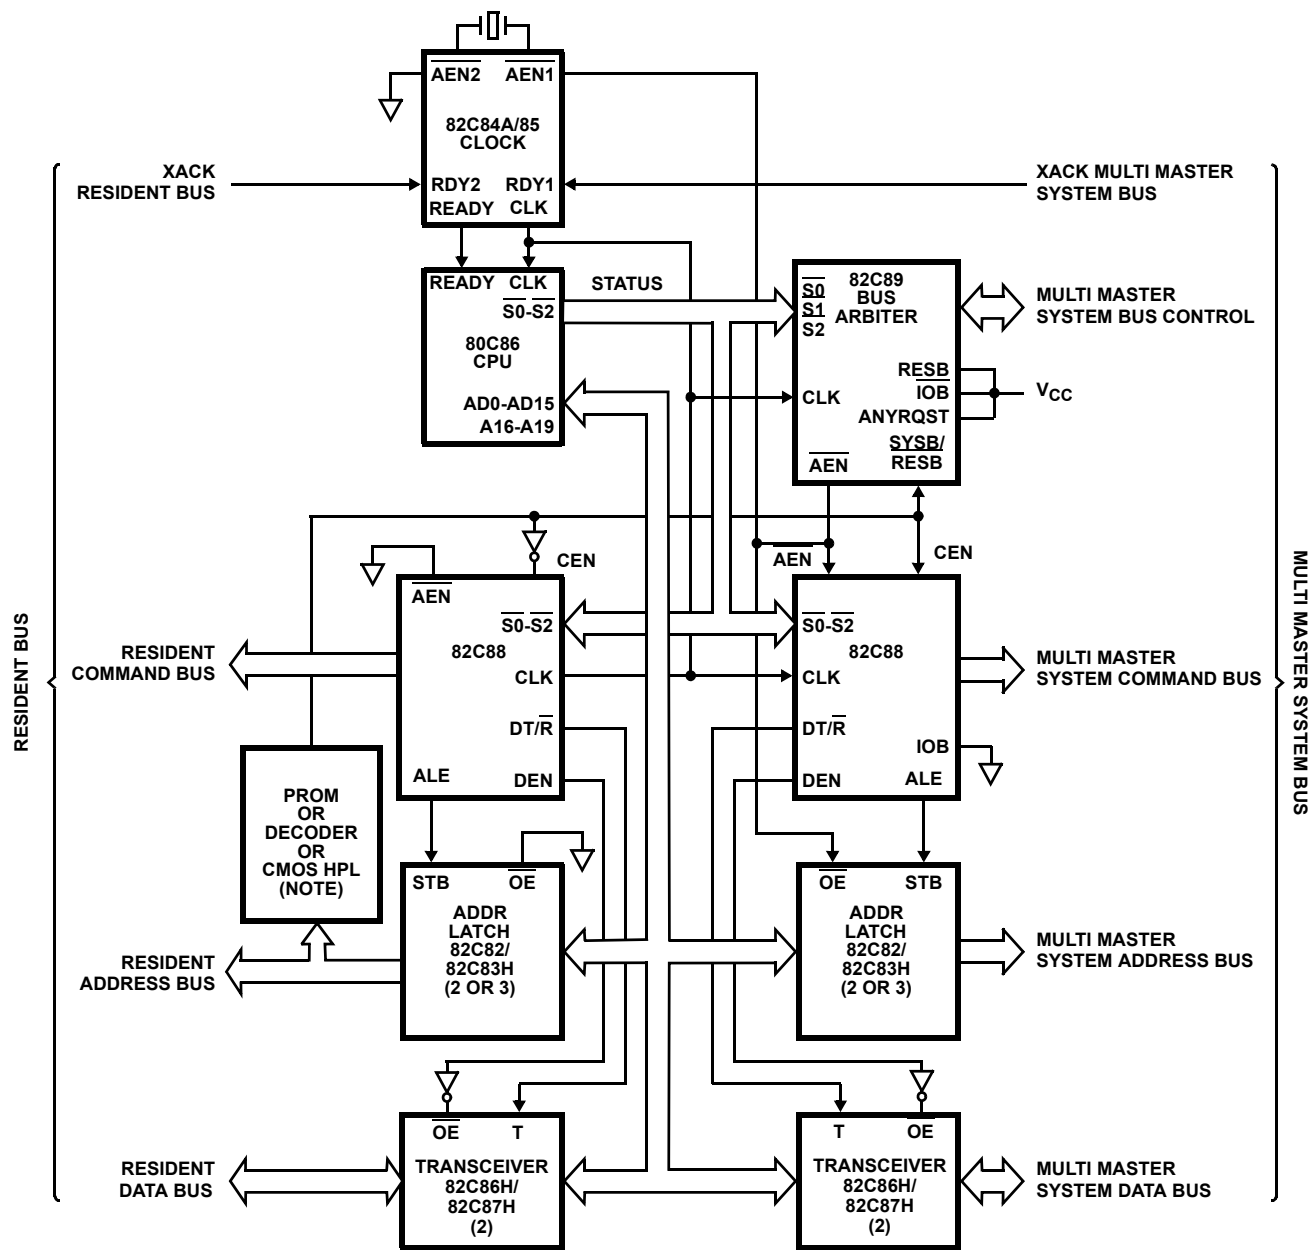 AEN2 AEN1
82C84A/85
CLOCK
RDY2 RDY1
READY CLK
XACK
RESIDENT BUS
XACK MULTI MASTER
SYSTEM BUS
READY CLK
S0-S2
80C86
CPU
AD0-AD15
A16-A19
STATUS
S0
S1
S2
82C89
BUS
ARBITER
RESB
IOB
ANYRQST
CLK
SYSB/
RESB
AEN
MULTI MASTER
SYSTEM BUS CONTROL
VCC
CEN
AEN
CEN
AEN
S0-S2
82C88
CLK
DT/R
ALE
DEN
S0-S2
82C88
CLK
DT/R
IOB
DEN
ALE
RESIDENT BUS
RESIDENT
COMMAND BUS
MULTI MASTER
SYSTEM COMMAND BUS
MULTI MASTER SYSTEM BUS
PROM
OR
DECODER
OR
CMOS HPL
(NOTE)
STB OE
ADDR
LATCH
82C82/
82C83H
(2 OR 3)
OE STB
ADDR
LATCH
82C82/
82C83H
(2 OR 3)
RESIDENT
ADDRESS BUS
MULTI MASTER
SYSTEM ADDRESS BUS
OE T
TRANSCEIVER
82C86H/
82C87H
(2)
T OE
TRANSCEIVER
82C86H/
82C87H
(2)
RESIDENT
DATA BUS
MULTI MASTER
SYSTEM DATA BUS